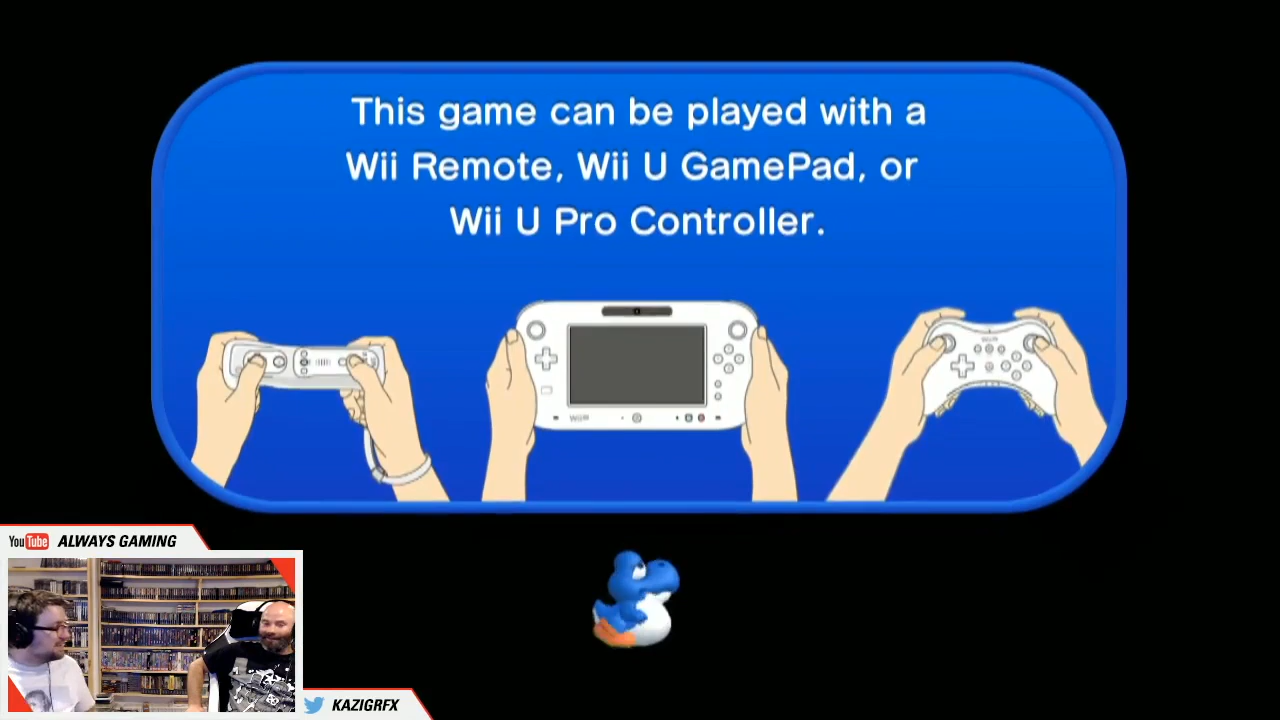 This game can be played with a
Wii Remote, Wii U GamePad, or
Wii U Pro Controller.
YouTube ALWAYS GAMING
KAZIGRFX